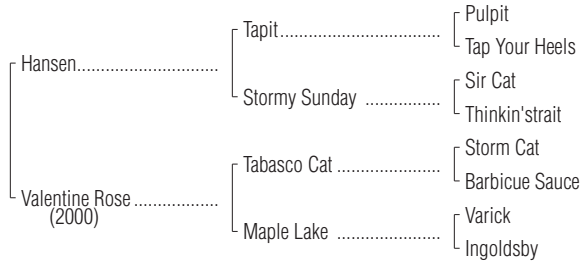 Pulpit
Tapit
Tap Your Heels
Hansen
Sir Cat
Stormy Sunday
Thinkin'strait
Storm Cat
Tabasco Cat
Barbicue Sauce
Valentine Rose
(2000)
Varick
Maple Lake
Ingoldsby